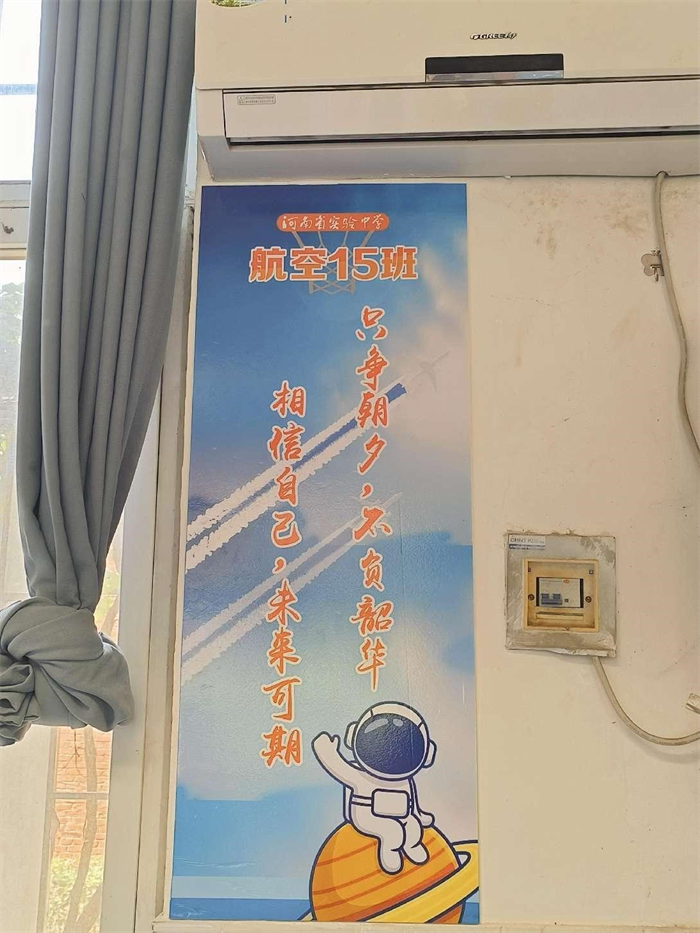 河南省实验中学
航空15班
只争朝夕，不负韶华
相信自己，未来可期
CHNT